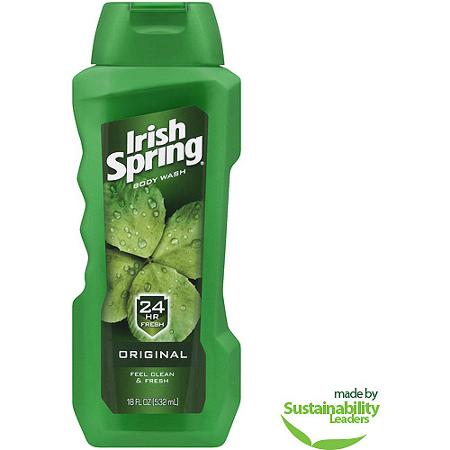 Irish
Spring®
BODY WASH
24
HR
FRESH
ORIGINAL
FEEL CLEAN
& FRESH
18 FL OZ (532 mL)
made by
Sustainability
Leaders